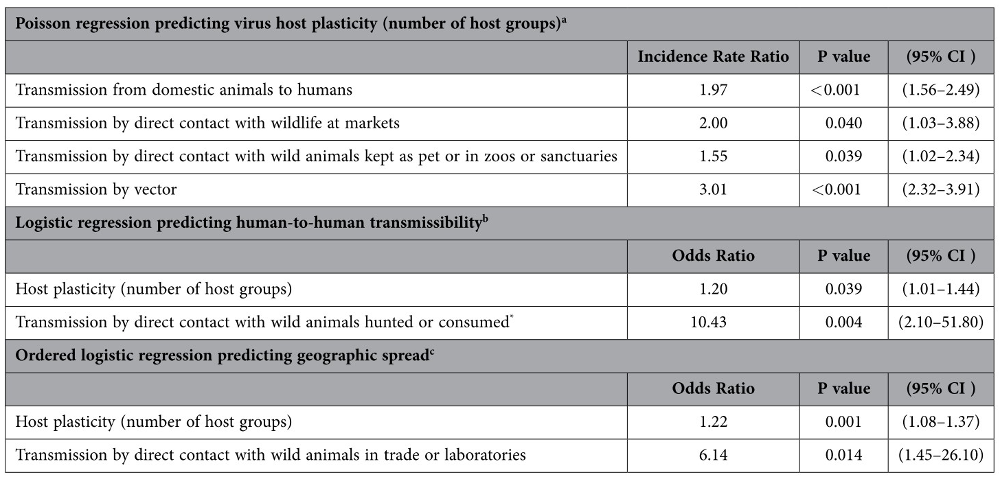 Poisson regression predicting virus host plasticity (number of host groups)a
Incidence Rate Ratio P value (95% CI )
Transmission from domestic animals to humans 1.97 <0.001 (1.56–2.49)
Transmission by direct contact with wildlife at markets 2.00 0.040 (1.03–3.88)
Transmission by direct contact with wild animals kept as pet or in zoos or sanctuaries 1.55 0.039 (1.02–2.34)
Transmission by vector 3.01 <0.001 (2.32–3.91)
Logistic regression predicting human-to-human transmissibilityb
Odds Ratio P value (95% CI )
Host plasticity (number of host groups) 1.20 0.039 (1.01–1.44)
Transmission by direct contact with wild animals hunted or consumed* 10.43 0.004 (2.10–51.80)
Ordered logistic regression predicting geographic spreadc
Odds Ratio P value (95% CI )
Host plasticity (number of host groups) 1.22 0.001 (1.08–1.37)
Transmission by direct contact with wild animals in trade or laboratories 6.14 0.014 (1.45–26.10)